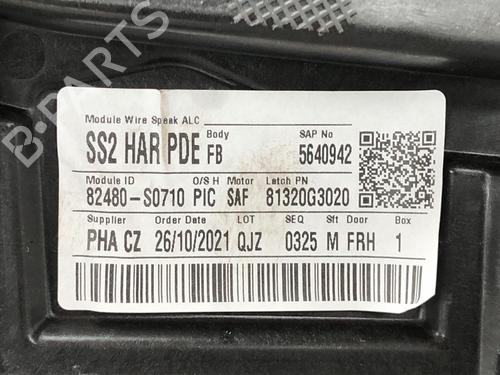 B-PARTS
Module Wire Speak ALC Body SAP No
SS2 HAR PDE FB 5640942
Module ID O/S H Motor Latch PN
82480-S0710 PIC SAF 81320G3020
Supplier Order Date LOT SEQ Sft Door Box
PHA CZ 26/10/2021 QJZ 0325 M FRH 1